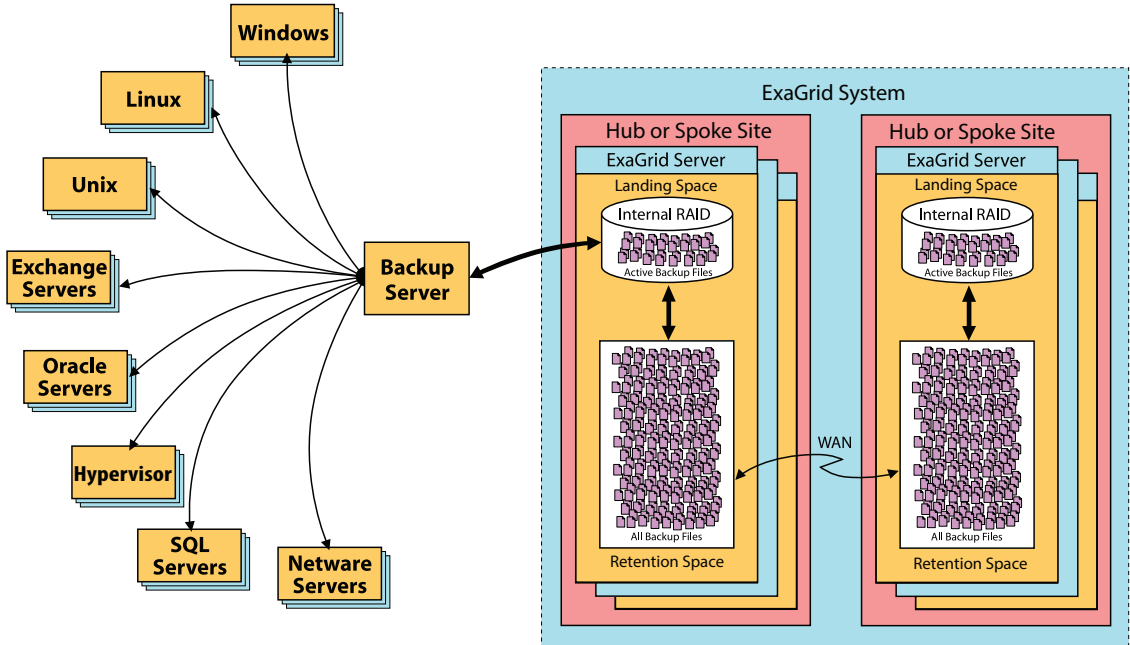 Windows
Linux
Unix
Exchange
Servers
Oracle
Servers
Hypervisor
SQL
Servers
Netware
Servers
Backup
Server
ExaGrid System
Hub or Spoke Site
ExaGrid Server
Landing Space
Internal RAID
Active Backup Files
All Backup Files
Retention Space
WAN
Hub or Spoke Site
ExaGrid Server
Landing Space
Internal RAID
Active Backup Files
All Backup Files
Retention Space